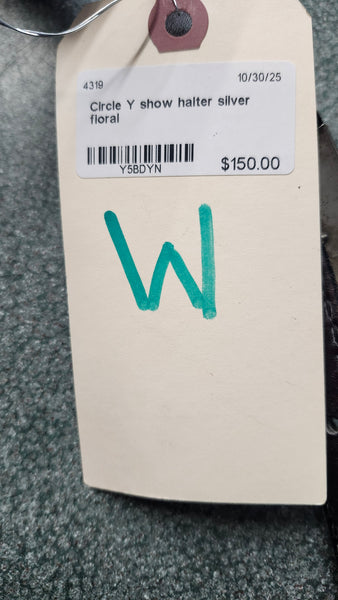 4319 10/30/25
Circle Y show halter silver
floral
Y5BDYN $150.00
W